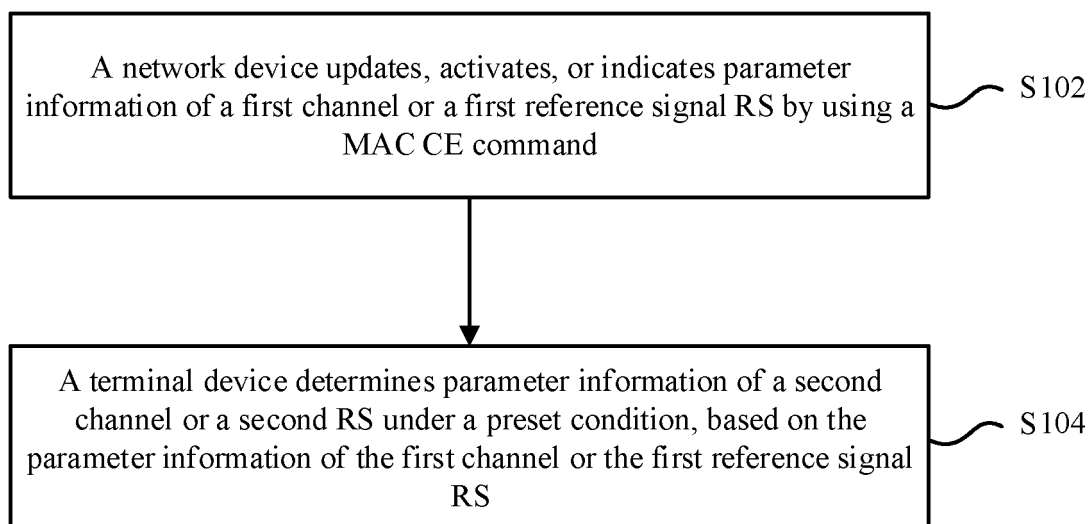 A network device updates, activates, or indicates parameter
information of a first channel or a first reference signal RS by using a
MAC CE command
S102
A terminal device determines parameter information of a second
channel or a second RS under a preset condition, based on the
parameter information of the first channel or the first reference signal
RS
S104